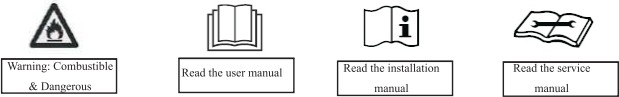 Warning: Combustible
& Dangerous
Read the user manual
i
Read the installation
manual
Read the service
manual